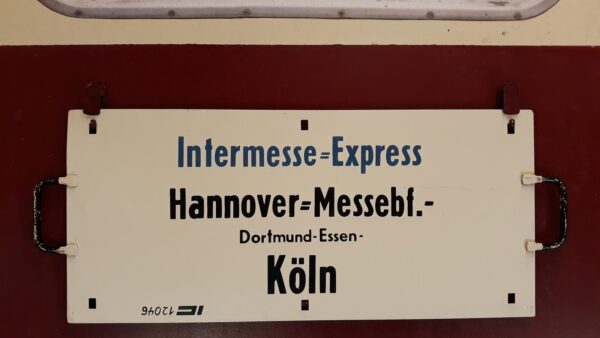 Intermesse=Express
Hannover=Messebf.-
Dortmund-Essen-
Köln
IC 12046